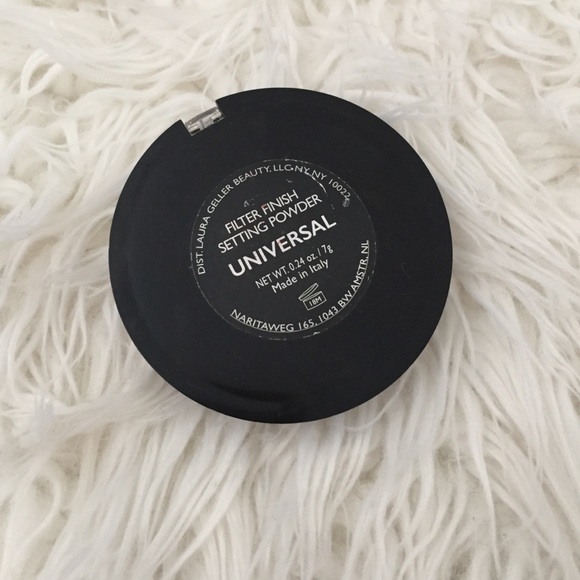 DIST. LAURA GELLER BEAUTY, LLC NY, NY 10022
FILTER FINISH
SETTING POWDER
UNIVERSAL
NET WT. 0.24 oz. / 7g
Made in Italy
18M
NARITAWEG 165, 1043 BW AMSTR. NL